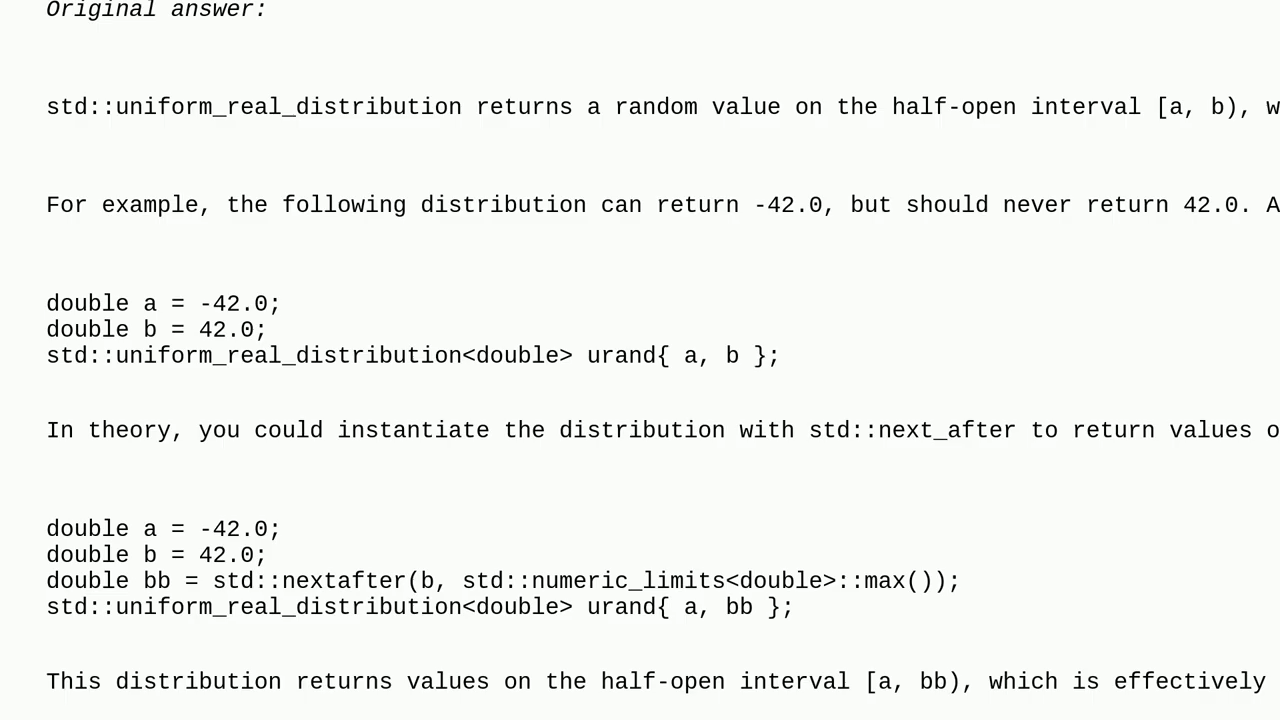 Original answer:
std::uniform_real_distribution returns a random value on the half-open interval [a, b), w
For example, the following distribution can return -42.0, but should never return 42.0. A
double a = -42.0;
double b = 42.0;
std::uniform_real_distribution<double> urand{ a, b };
In theory, you could instantiate the distribution with std::next_after to return values o
double a = -42.0;
double b = 42.0;
double bb = std::nextafter(b, std::numeric_limits<double>::max());
std::uniform_real_distribution<double> urand{ a, bb };
This distribution returns values on the half-open interval [a, bb), which is effectively